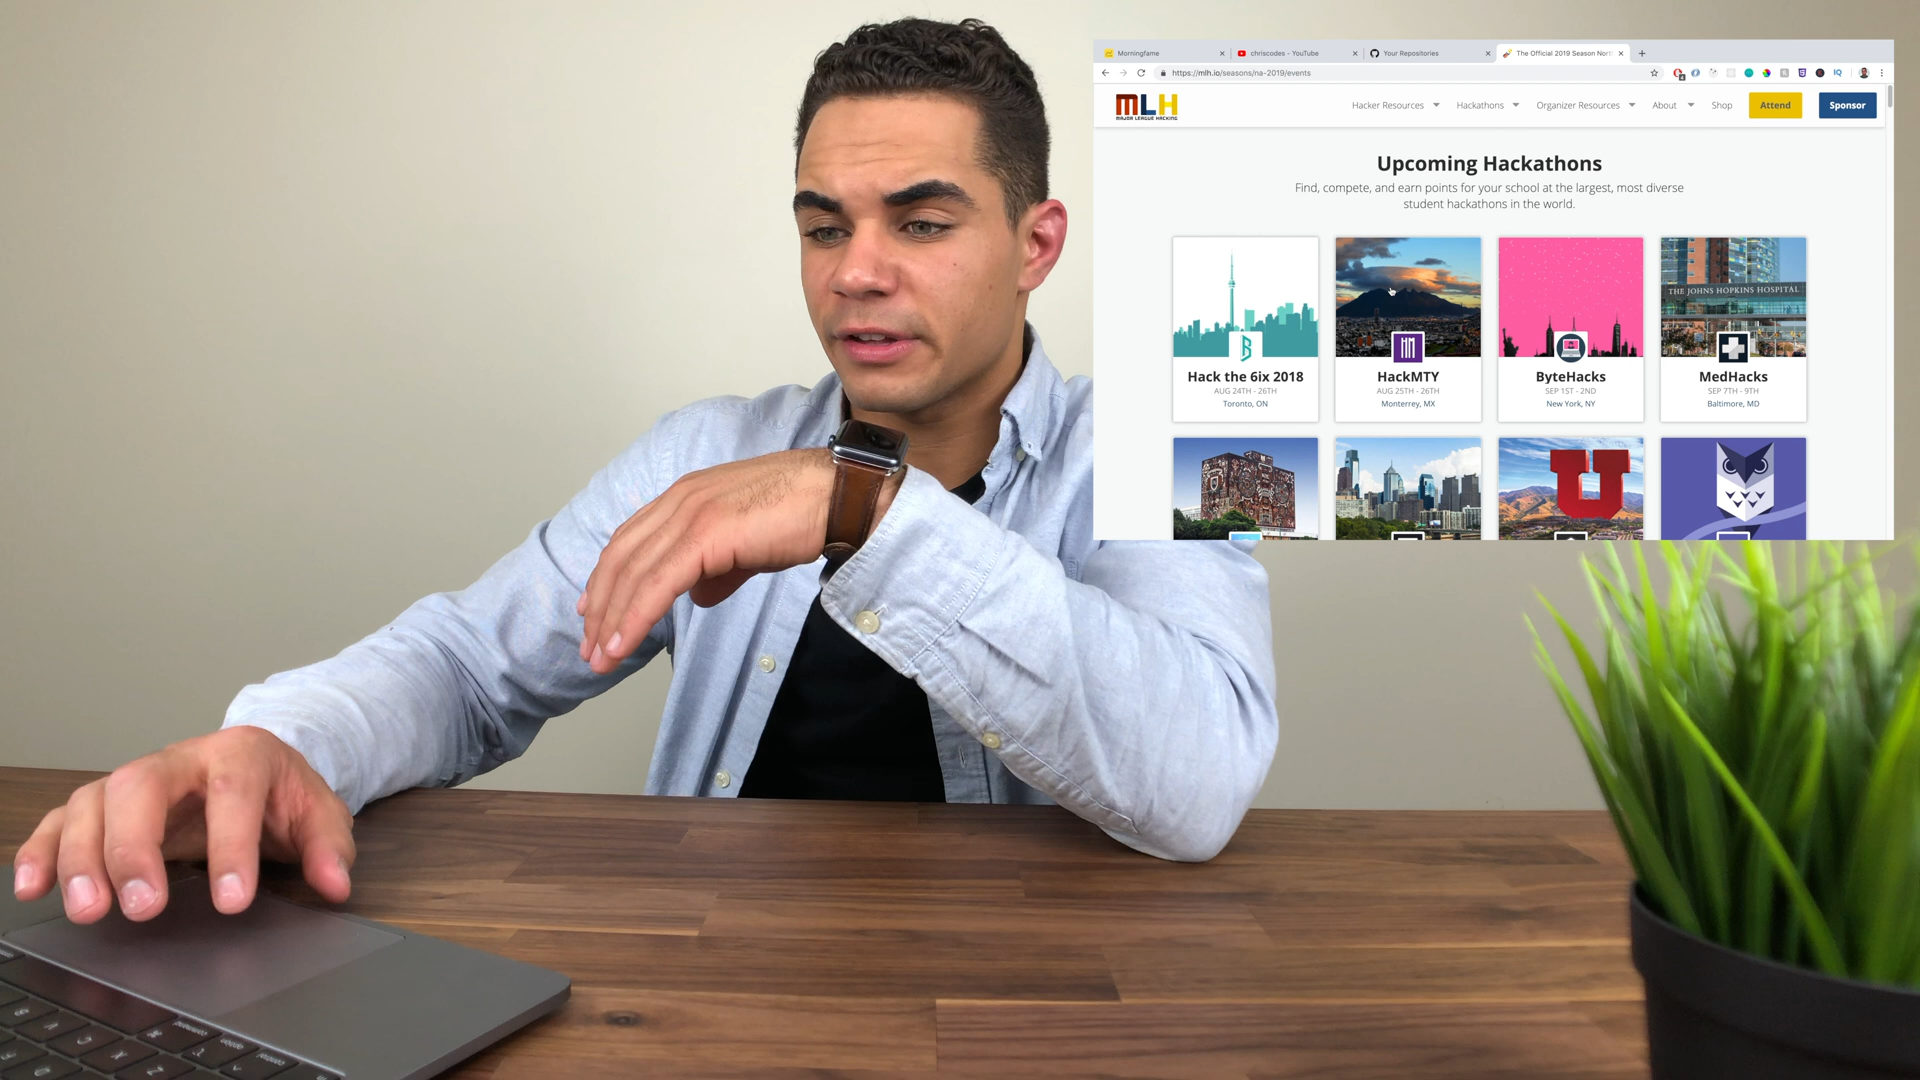 Morningfame
chriscodes - YouTube
Your Repositories
The Official 2019 Season Nort
https://mlh.io/seasons/na-2019/events
IQ
MLH
MAJOR LEAGUE HACKING
Hacker Resources
Hackathons
Organizer Resources
About
Shop
Attend
Sponsor
Upcoming Hackathons
Find, compete, and earn points for your school at the largest, most diverse
student hackathons in the world.
THE JOHNS HOPKINS HOSPITAL
HM
Hack the 6ix 2018
AUG 24TH - 26TH
Toronto, ON
HackMTY
AUG 25TH - 26TH
Monterrey, MX
ByteHacks
SEP 1ST - 2ND
New York, NY
MedHacks
SEP 7TH - 9TH
Baltimore, MD
U